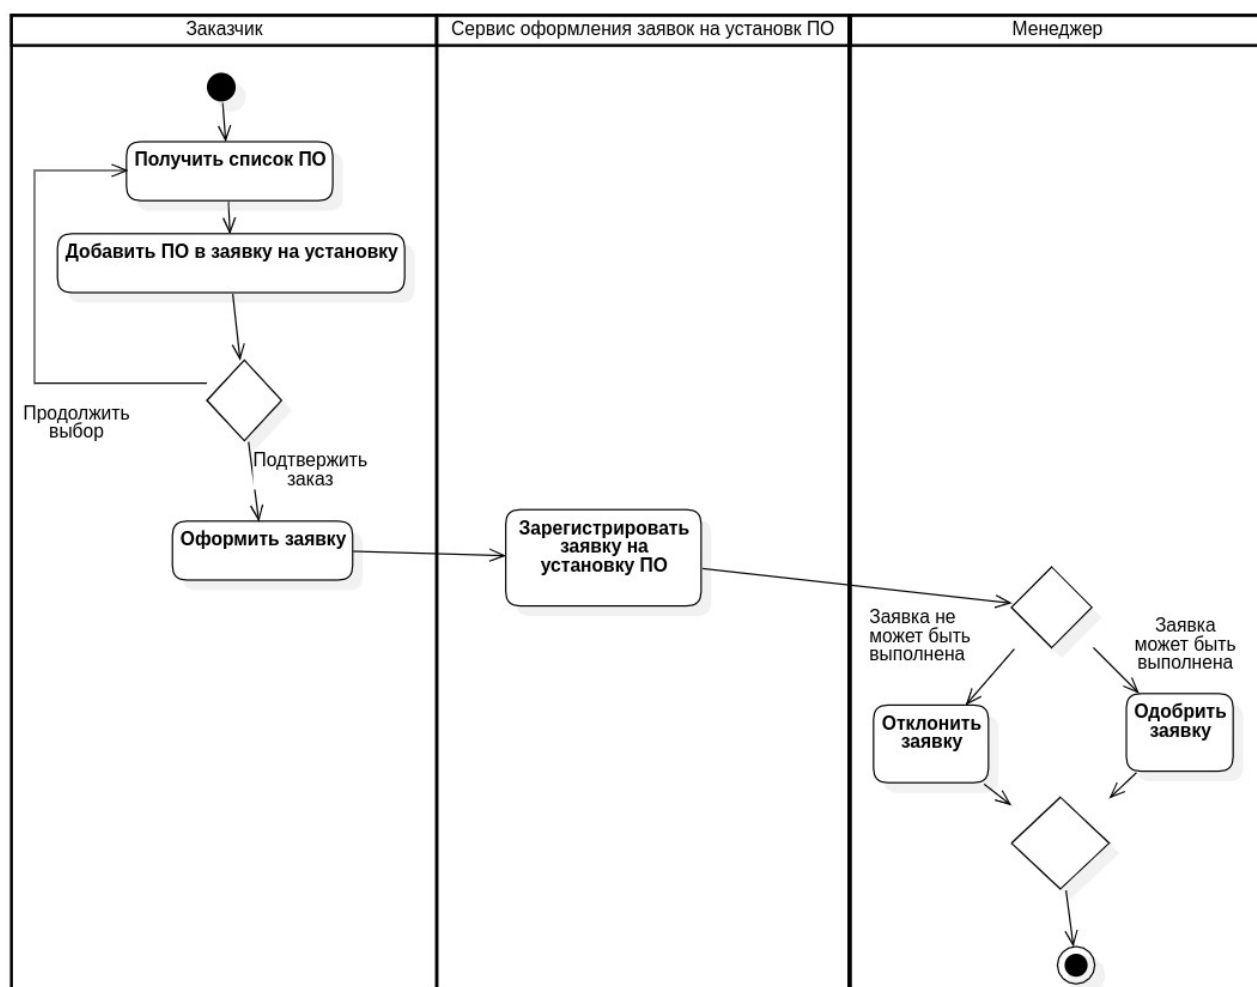 Заказчик
Сервис оформления заявок на установк ПО
Менеджер
Получить список ПО
Добавить ПО в заявку на установку
Продолжить
выбор
Подтвержить
заказ
Оформить заявку
Зарегистрировать
заявку на
установку ПО
Заявка не
может быть
выполнена
Заявка
может быть
выполнена
Отклонить
заявку
Одобрить
заявку